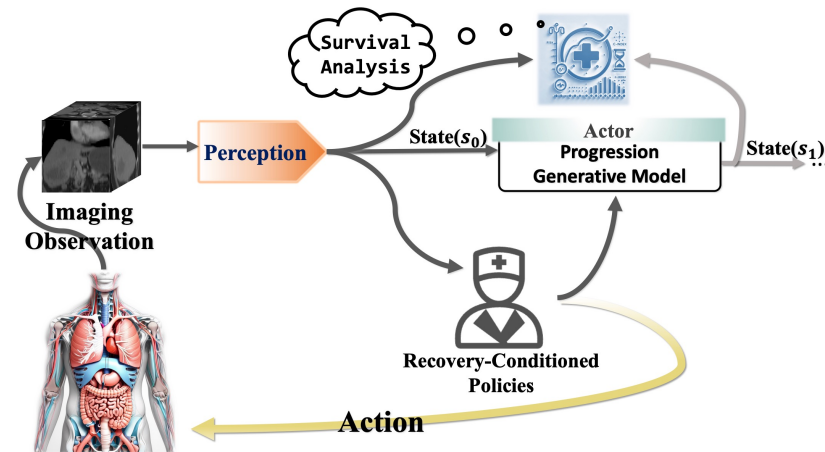 Survival
Analysis
Perception
State(s₀)
Actor
Progression
Generative Model
State(s₁)
...
Imaging
Observation
Recovery-Conditioned
Policies
Action